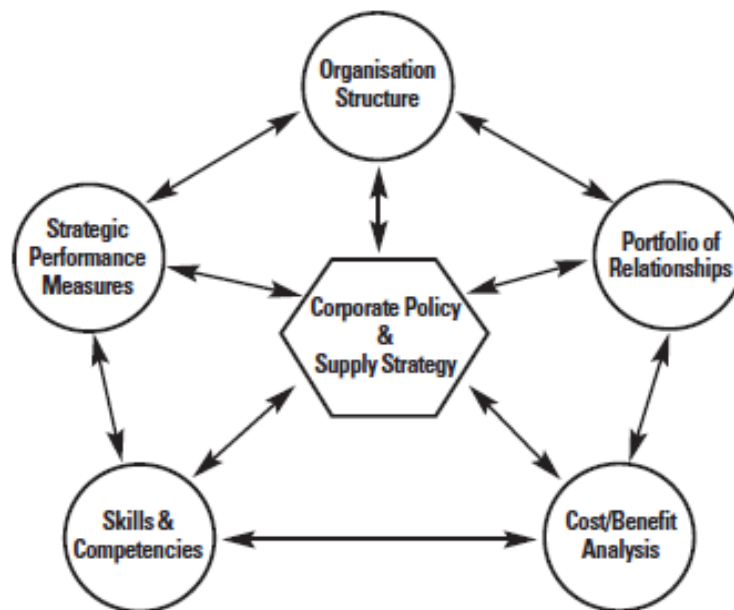 Organisation
Structure
Strategic
Performance
Measures
Portfolio of
Relationships
Corporate Policy
&
Supply Strategy
Skills &
Competencies
Cost/Benefit
Analysis